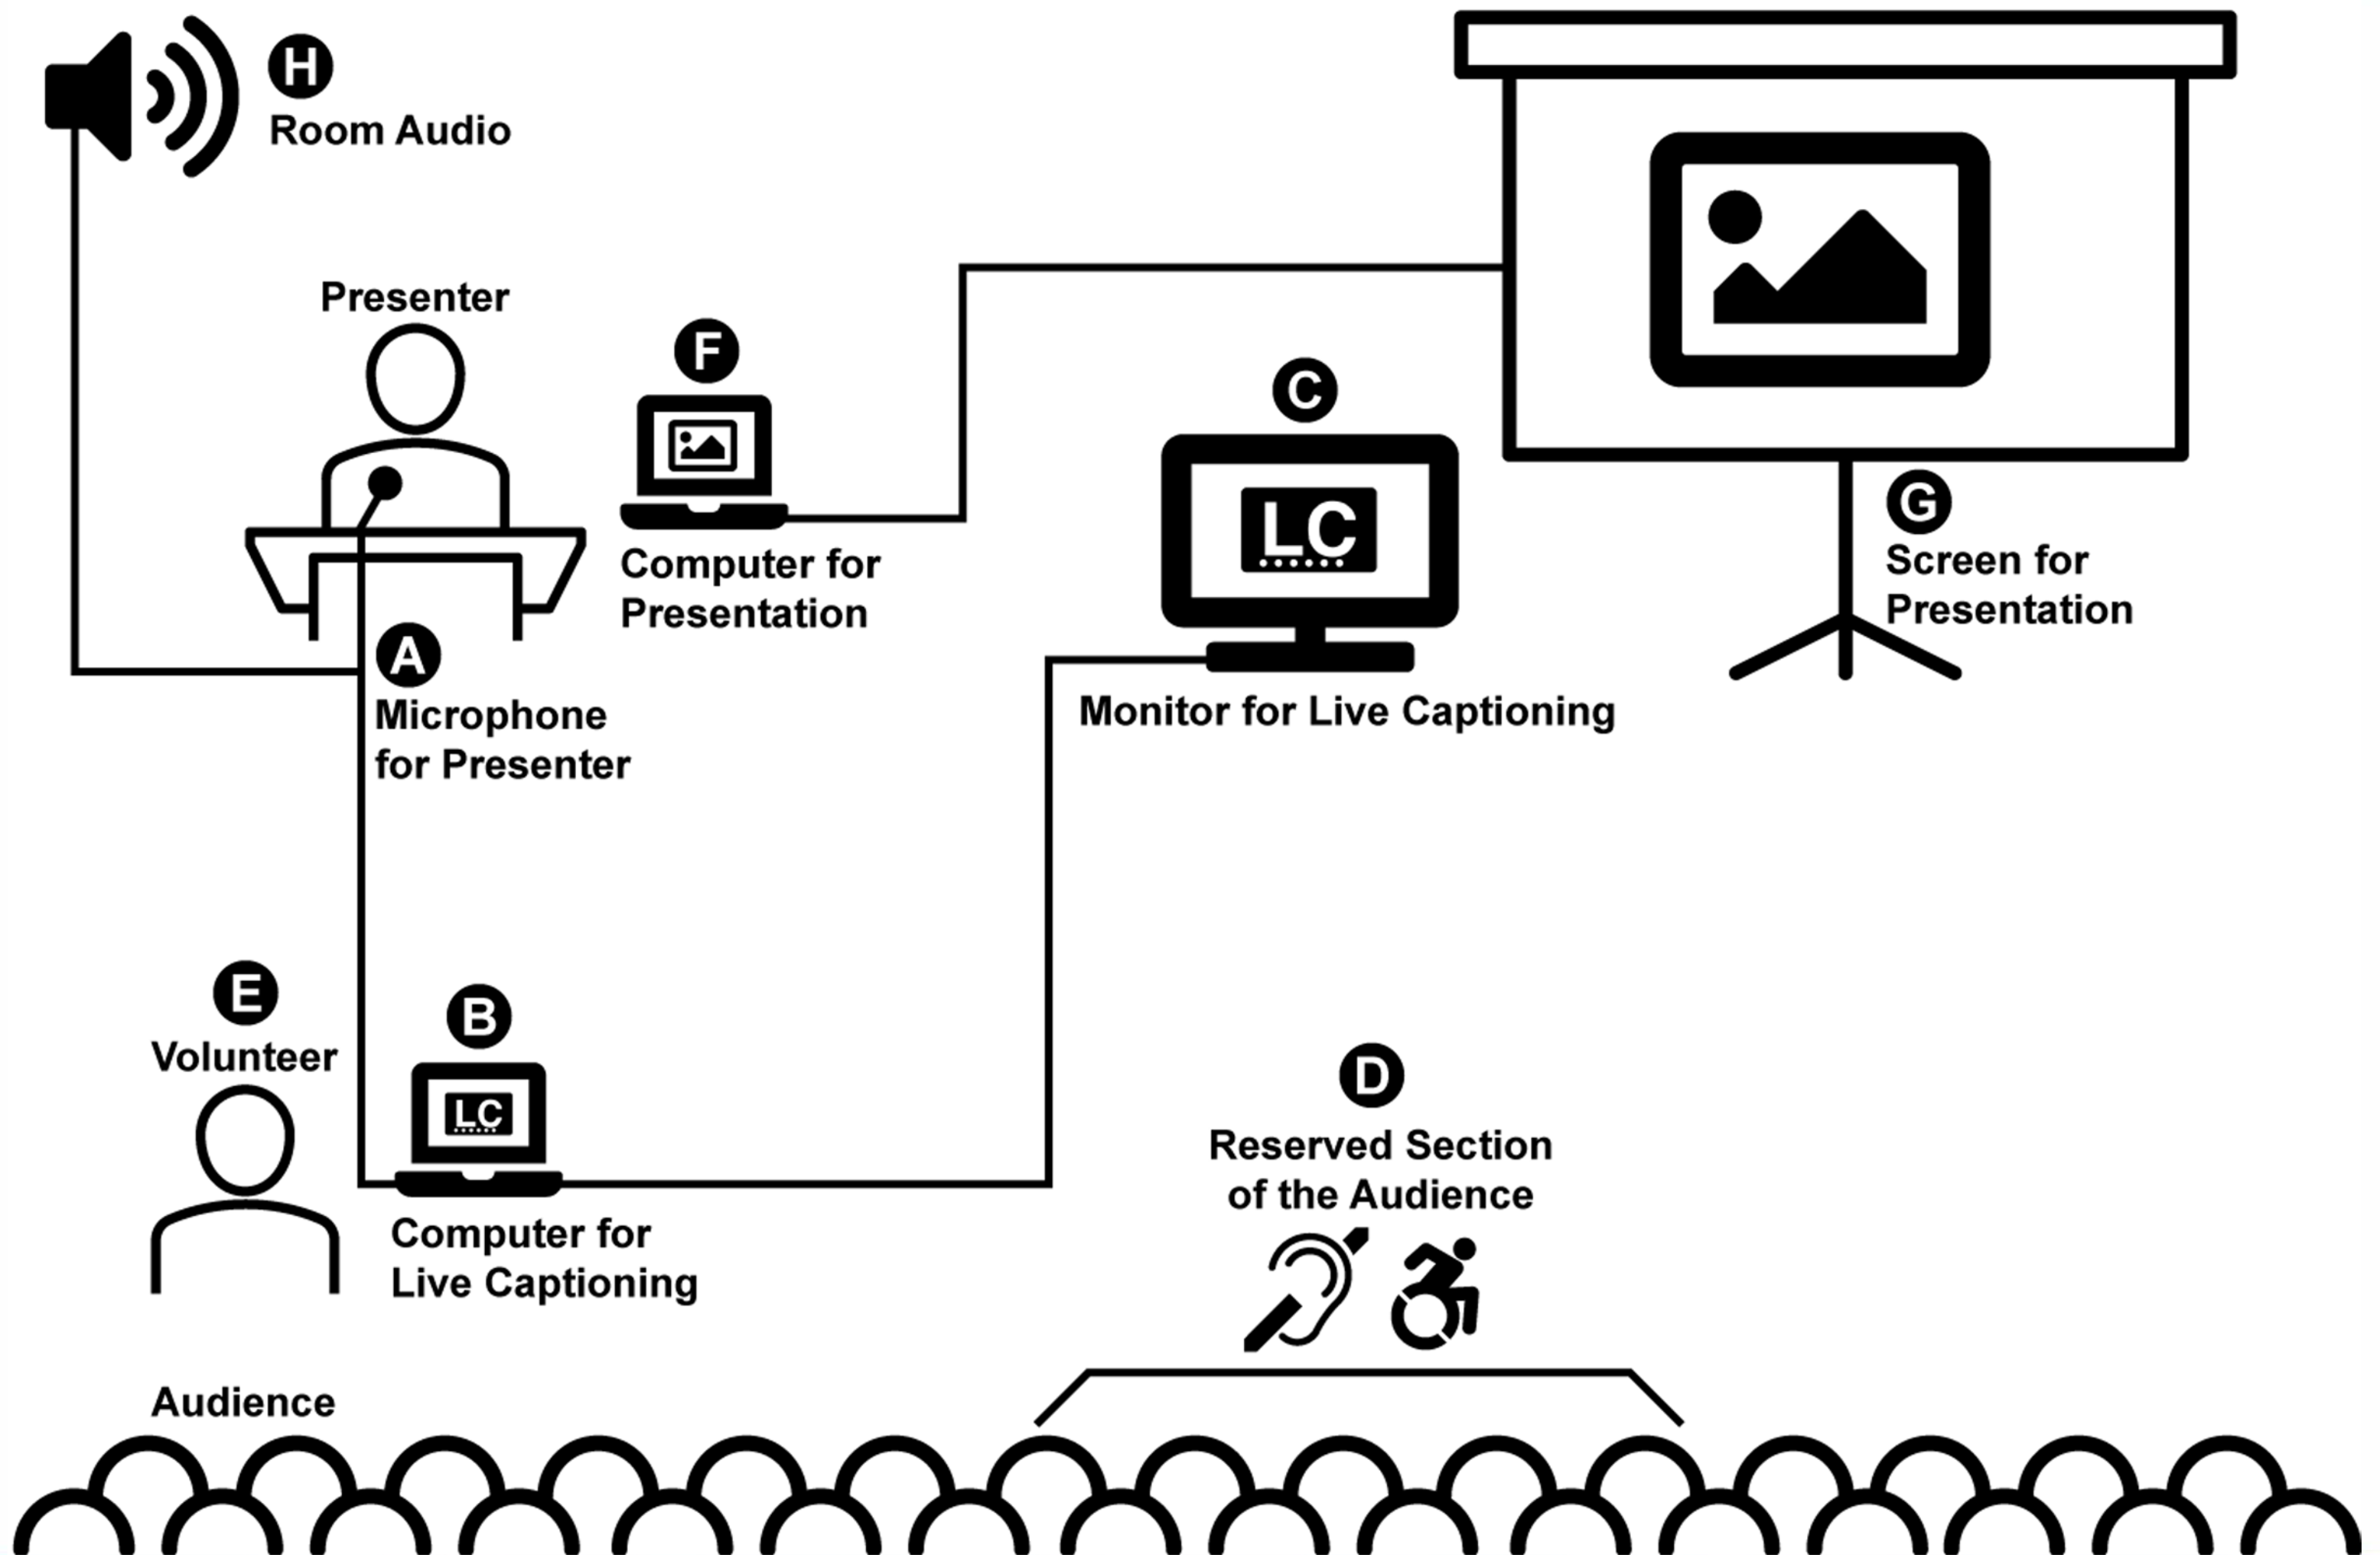 H
Room Audio
Presenter
F
Computer for
Presentation
C
LC
Monitor for Live Captioning
G
Screen for
Presentation
A
Microphone
for Presenter
E
Volunteer
B
LC
Computer for
Live Captioning
D
Reserved Section
of the Audience
Audience